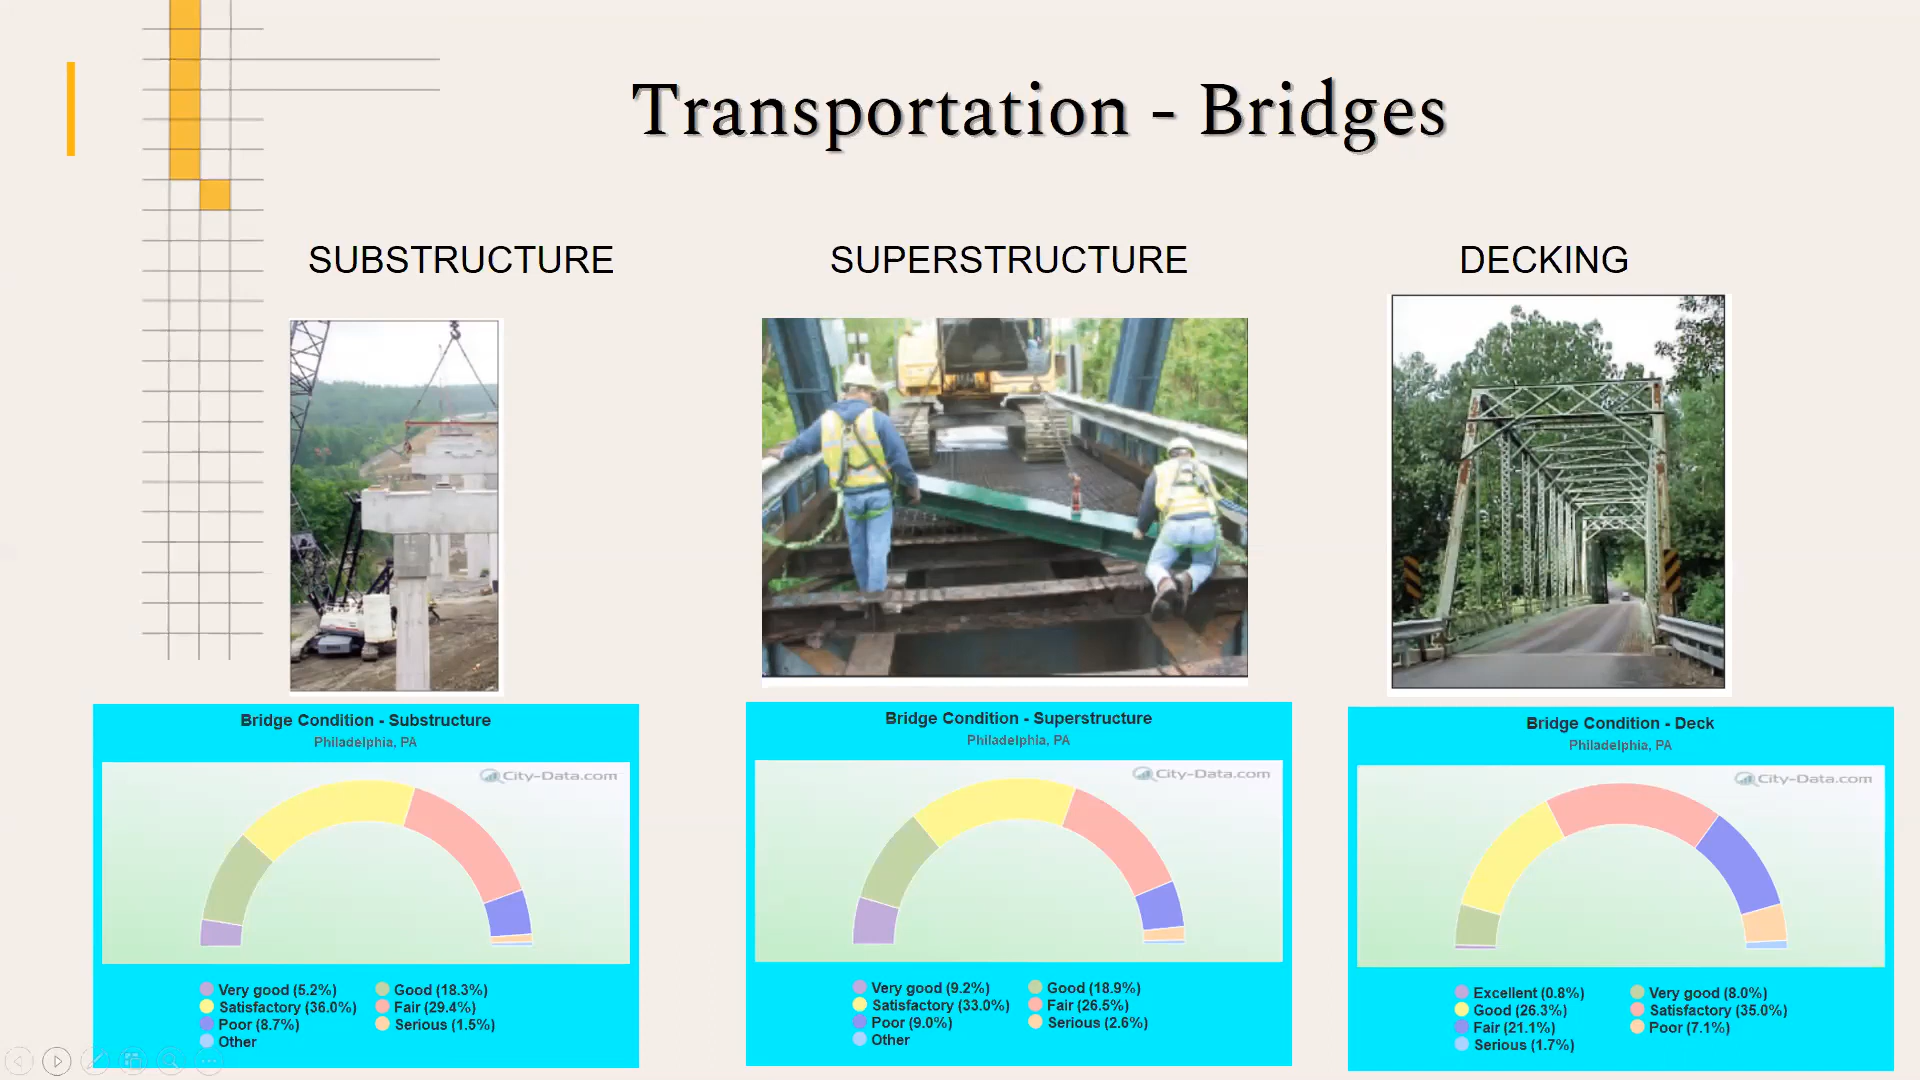 Transportation - Bridges
SUBSTRUCTURE
SUPERSTRUCTURE
DECKING
Bridge Condition - Substructure
Philadelphia, PA
City-Data.com
Very good (5.2%)
Good (18.3%)
Satisfactory (36.0%)
Fair (29.4%)
Poor (8.7%)
Serious (1.5%)
Other
Bridge Condition - Superstructure
Philadelphia, PA
City-Data.com
Very good (9.2%)
Good (18.9%)
Satisfactory (33.0%)
Fair (26.5%)
Poor (9.0%)
Serious (2.6%)
Other
Bridge Condition - Deck
Philadelphia, PA
City-Data.com
Excellent (0.8%)
Very good (8.0%)
Good (26.3%)
Satisfactory (35.0%)
Fair (21.1%)
Poor (7.1%)
Serious (1.7%)